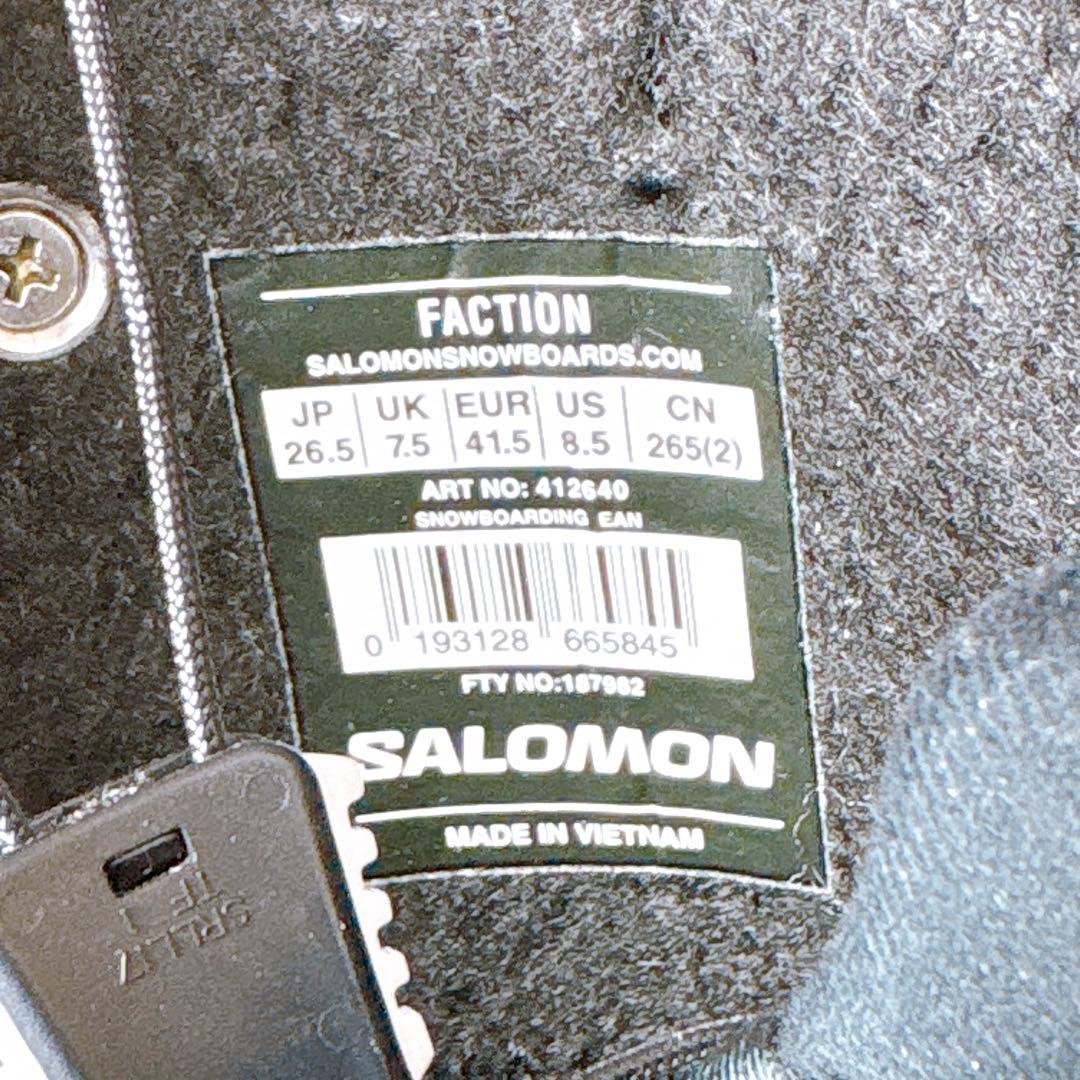 FACTION
SALOMONSNOWBOARDS.COM
JP UK EUR US CN
26.5 7.5 41.5 8.5 265(2)
ART NO: 412640
SNOWBOARDING EAN
0 193128 665845
FTY NO:167962
SALOMON
MADE IN VIETNAM